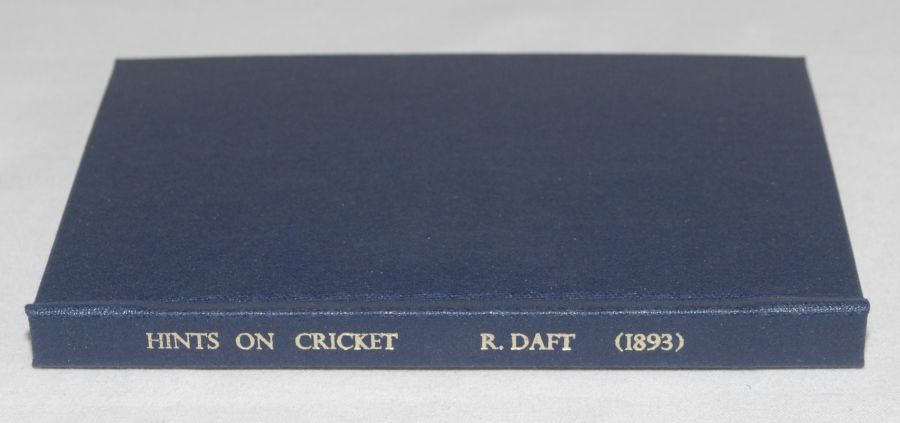 HINTS ON CRICKET R. DAFT (1893)